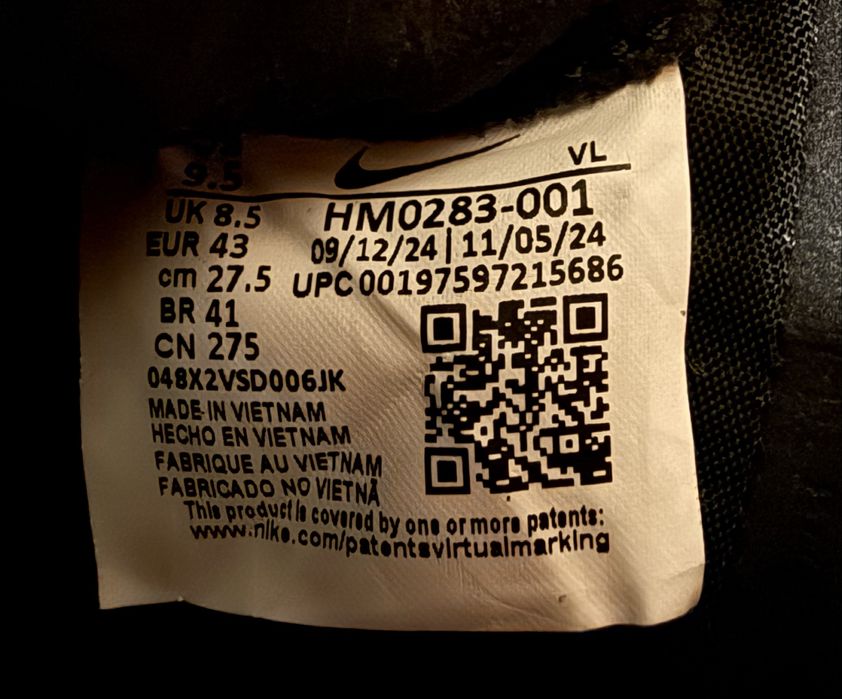 9.5
VL
UK 8.5
HM0283-001
EUR 43
09/12/24 | 11/05/24
cm 27.5
UPC 00197597215686
BR 41
CN 275
048X2VSD006JK
MADE IN VIETNAM
HECHO EN VIETNAM
FABRIQUE AU VIETNAM
FABRICADO NO VIETNÃ
This product is covered by one or more patents:
www.nike.com/patentsvirtualmarking